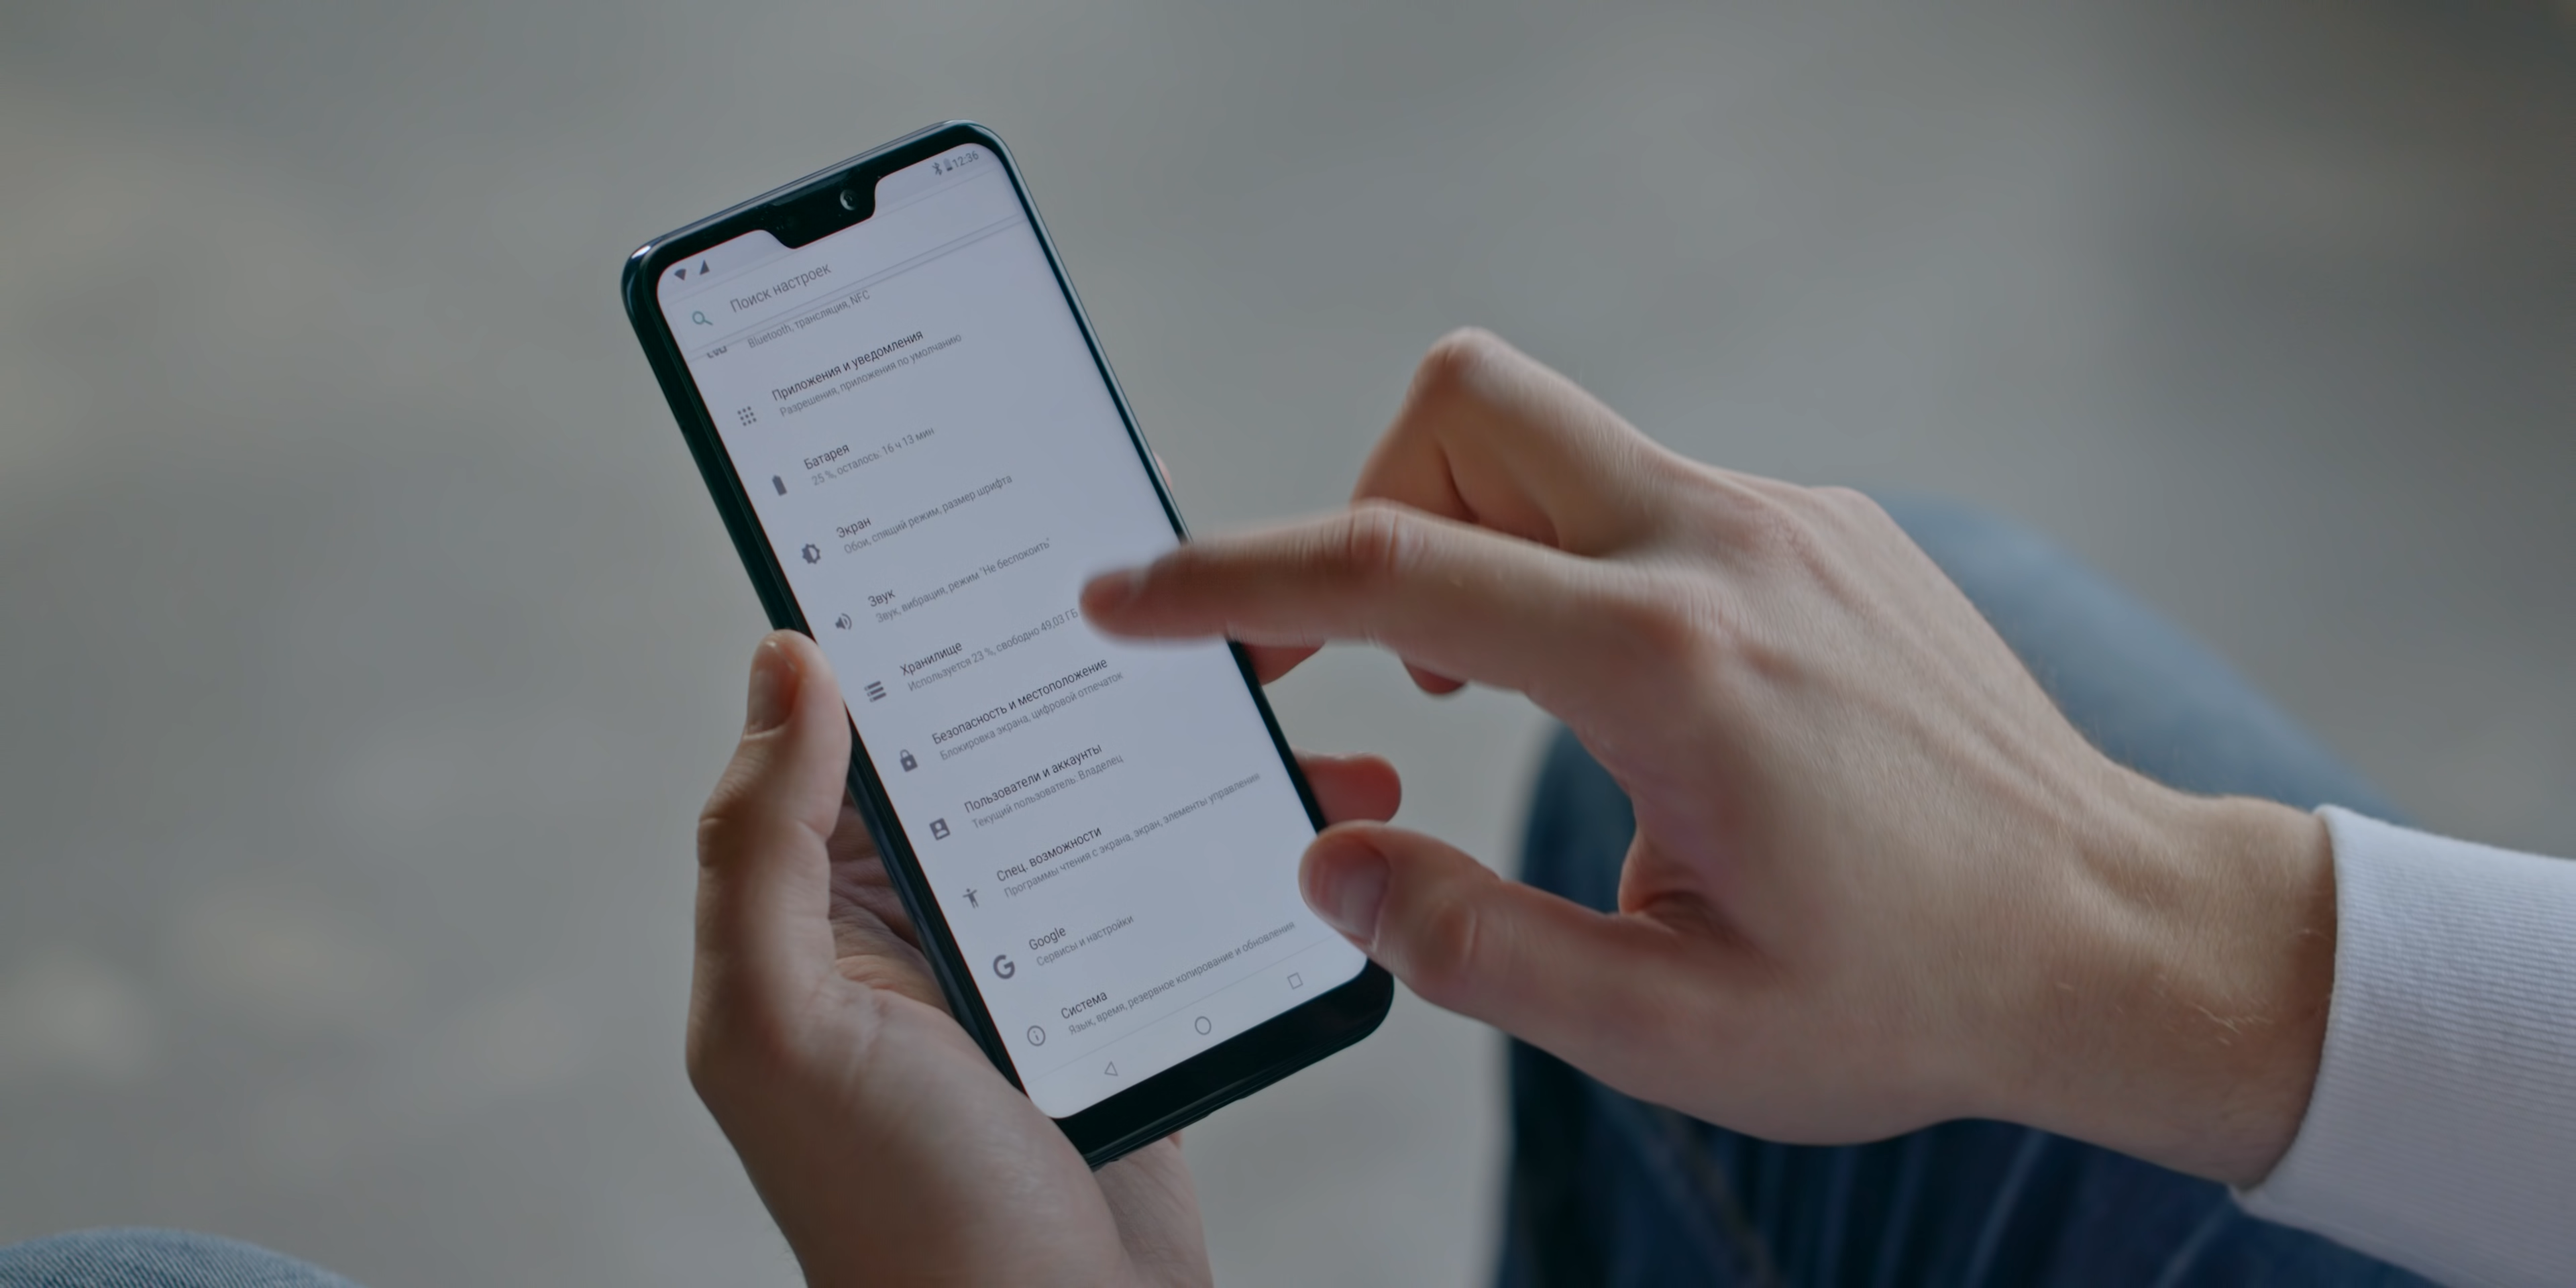 12:36
Поиск настроек
Bluetooth, трансляция, NFC
Приложения и уведомления
Разрешения, приложения по умолчанию
Батарея
25 %, осталось: 16 ч 13 мин
Экран
Обои, спящий режим, размер шрифта
Звук
Звук, вибрация, режим "Не беспокоить"
Хранилище
Используется 23 %, свободно 49,03 ГБ
Безопасность и местоположение
Блокировка экрана, цифровой отпечаток
Пользователи и аккаунты
Текущий пользователь: Владелец
Спец. возможности
Программы чтения с экрана, экран, элементы управления
Google
Сервисы и настройки
Система
Язык, время, резервное копирование и обновления